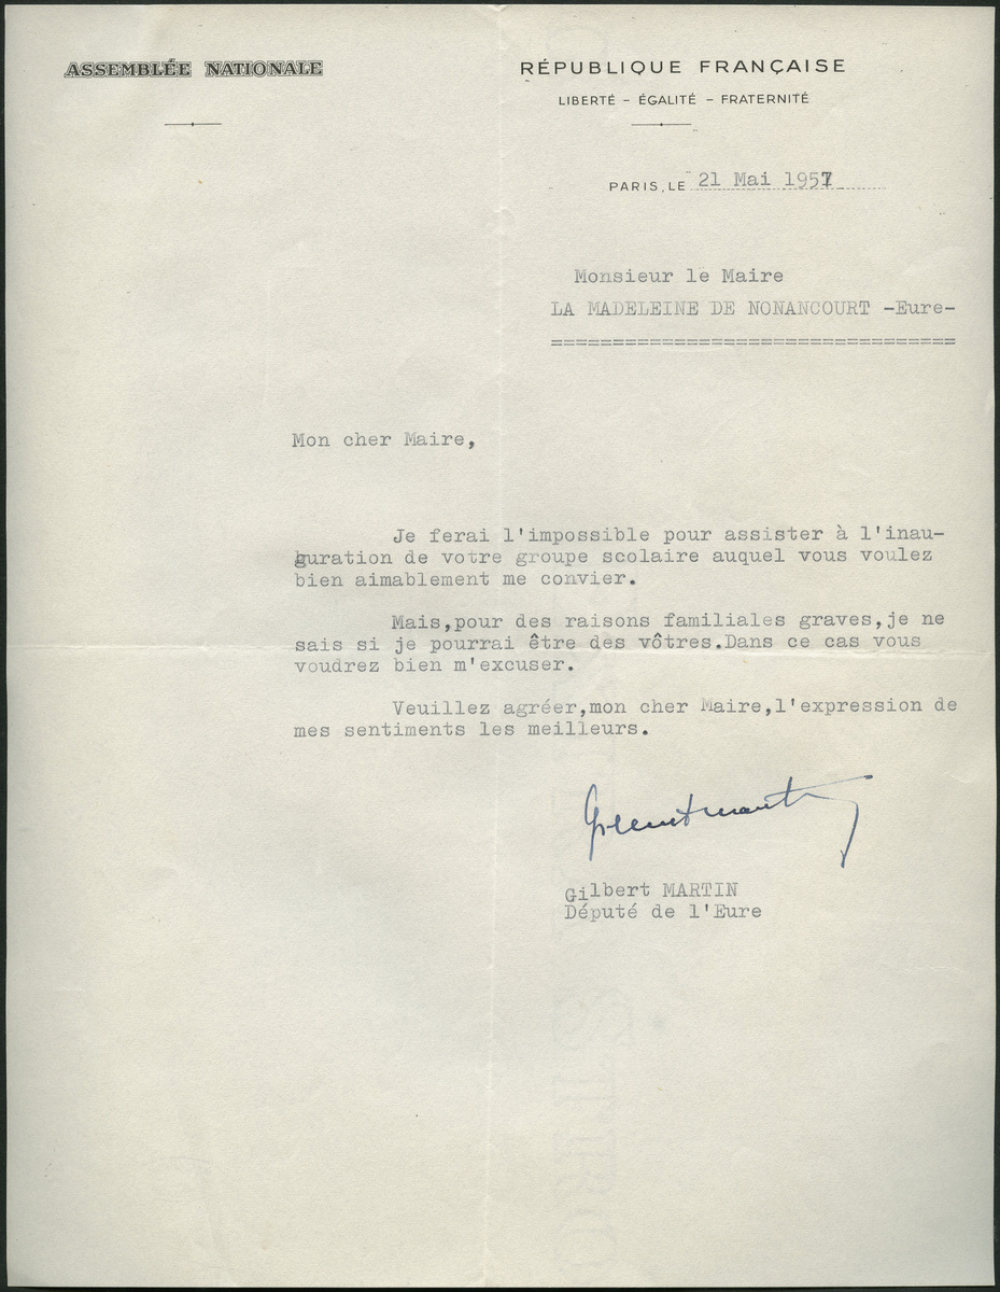 ASSEMBLÉE NATIONALE
RÉPUBLIQUE FRANÇAISE
LIBERTÉ – ÉGALITÉ – FRATERNITÉ
PARIS, LE 21 Mai 1957
Monsieur le Maire
LA MADELEINE DE NONANCOURT -Eure-
=================================
Mon cher Maire,
Je ferai l'impossible pour assister à l'inau-
guration de votre groupe scolaire auquel vous voulez
bien aimablement me convier.
Mais,pour des raisons familiales graves,je ne
sais si je pourrai être des vôtres.Dans ce cas vous
voudrez bien m'excuser.
Veuillez agréer,mon cher Maire,l'expression de
mes sentiments les meilleurs.
Gilbert MARTIN
Député de l'Eure